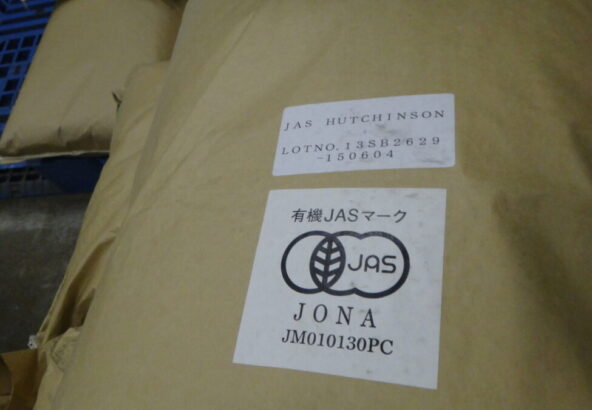 JAS HUTCHINSON
LOTNO.13SB2629
-150604
有機JASマーク
JAS
JONA
JM010130PC